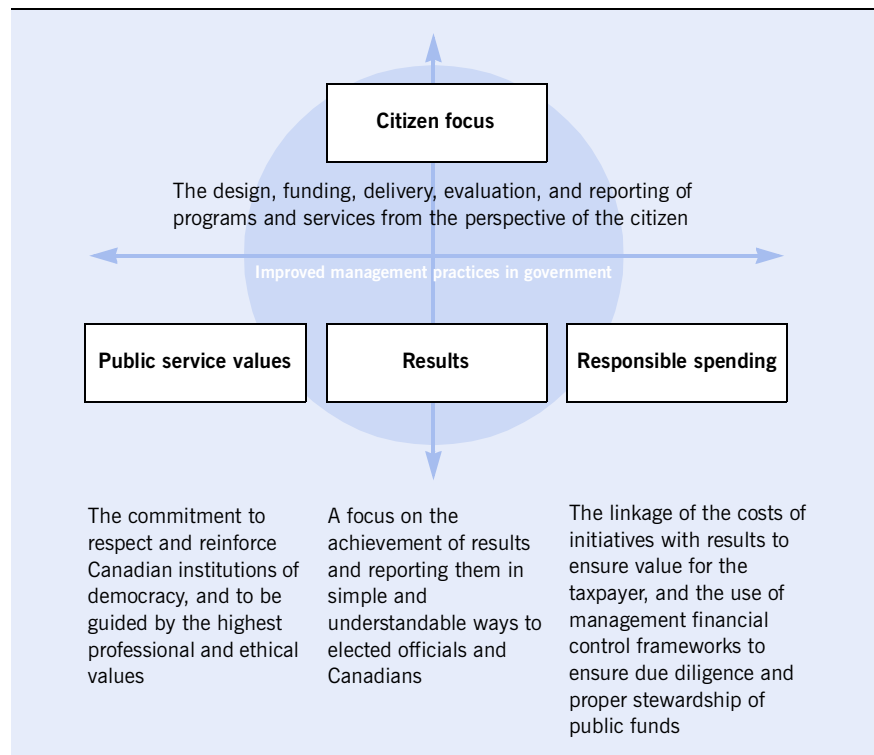 Citizen focus
The design, funding, delivery, evaluation, and reporting of
programs and services from the perspective of the citizen
Improved management practices in government
Public service values
Results
Responsible spending
The commitment to
respect and reinforce
Canadian institutions of
democracy, and to be
guided by the highest
professional and ethical
values
A focus on the
achievement of results
and reporting them in
simple and
understandable ways to
elected officials and
Canadians
The linkage of the costs of
initiatives with results to
ensure value for the
taxpayer, and the use of
management financial
control frameworks to
ensure due diligence and
proper stewardship of
public funds